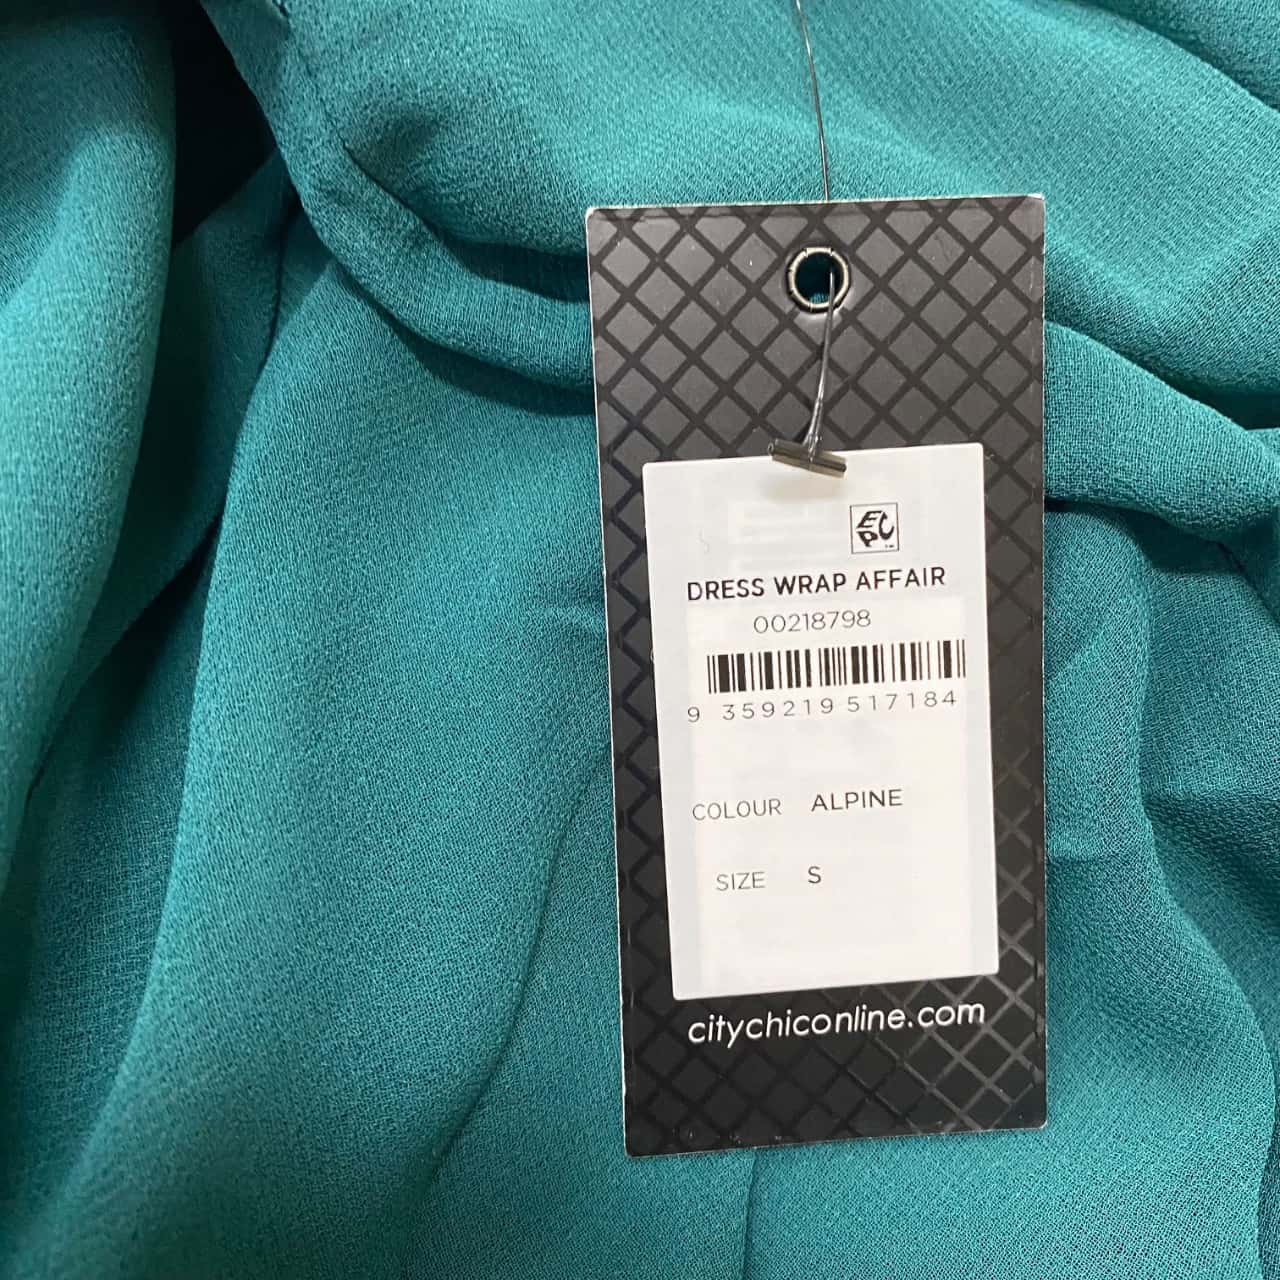 EPC
DRESS WRAP AFFAIR
00218798
9 359219 517184
COLOUR ALPINE
SIZE S
citychiconline.com